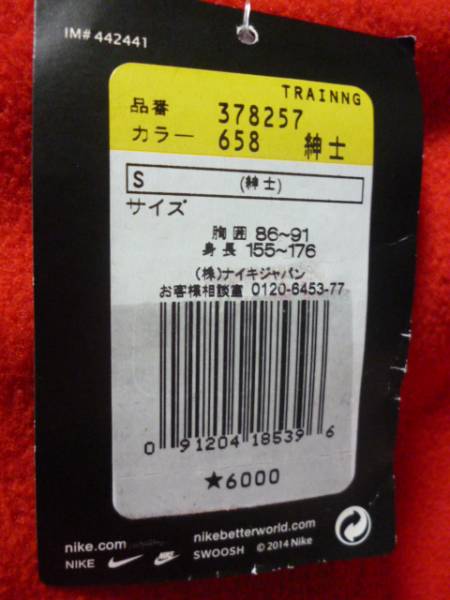 IM# 442441
TRAINNG
品番 378257
カラー 658 紳士
S (紳士)
サイズ
胸囲 86~91
身長 155~176
(株)ナイキジャパン
お客様相談室 0120-6453-77
0 91204 18539 6
★6000
nike.com nikebetterworld.com
NIKE SWOOSH © 2014 Nike